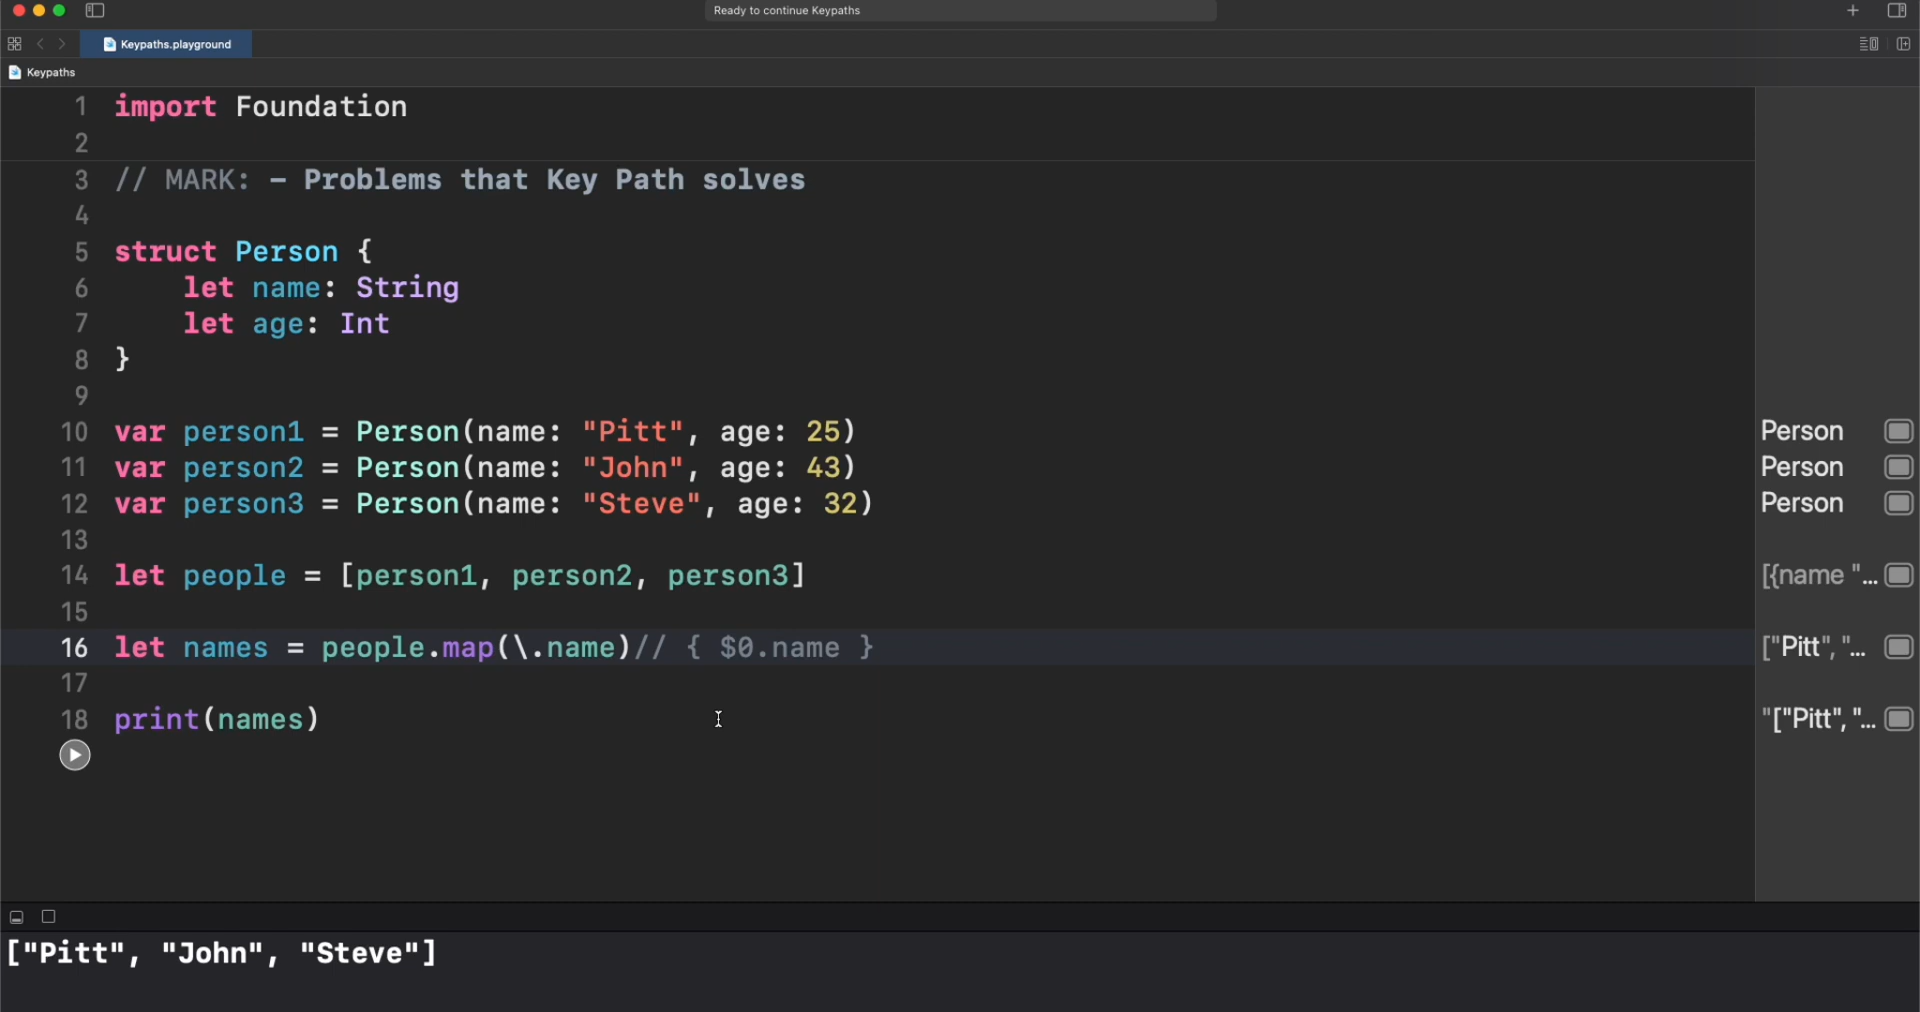 Ready to continue Keypaths
Keypaths.playground
Keypaths
1 import Foundation
2
3 // MARK: - Problems that Key Path solves
4
5 struct Person {
6 let name: String
7 let age: Int
8 }
9
10 var person1 = Person(name: "Pitt", age: 25) Person
11 var person2 = Person(name: "John", age: 43) Person
12 var person3 = Person(name: "Steve", age: 32) Person
13
14 let people = [person1, person2, person3] [{name "...
15
16 let names = people.map(\.name)// { $0.name } ["Pitt", "...
17
18 print(names) "["Pitt", "...
["Pitt", "John", "Steve"]